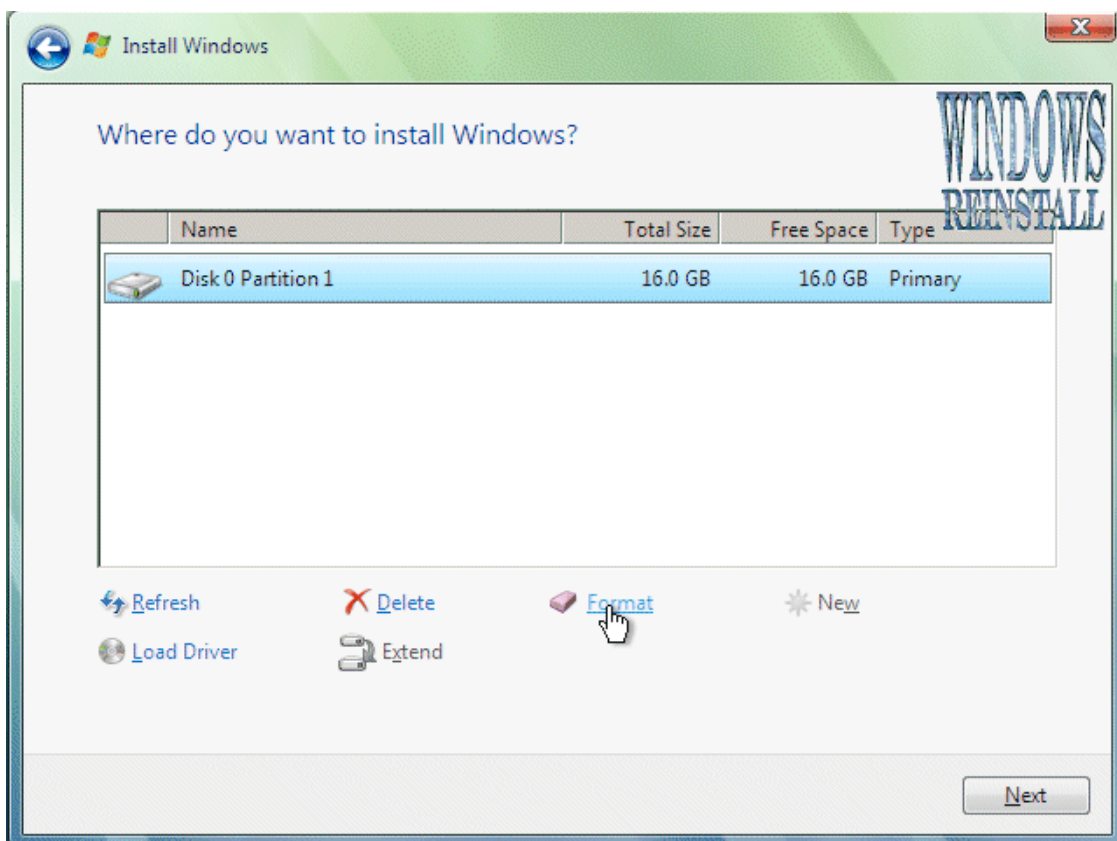 Install Windows
WINDOWS
REINSTALL
Where do you want to install Windows?
Name Total Size Free Space Type
Disk 0 Partition 1 16.0 GB 16.0 GB Primary
Refresh Delete Format New
Load Driver Extend
Next